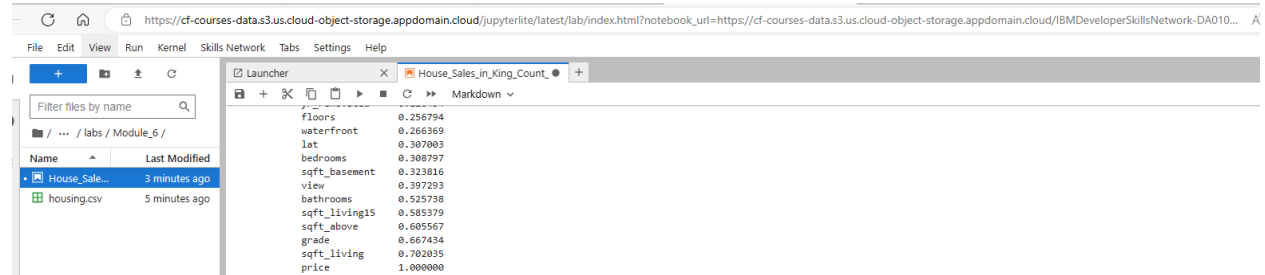 https://cf-courses-data.s3.us.cloud-object-storage.appdomain.cloud/jupyterlite/latest/lab/index.html?notebook_url=https://cf-courses-data.s3.us.cloud-object-storage.appdomain.cloud/IBMDeveloperSkillsNetwork-DA010...
File Edit View Run Kernel Skills Network Tabs Settings Help
Launcher House_Sales_in_King_Count_
Filter files by name
Markdown
/ ··· / labs / Module_6 /
Name Last Modified
House_Sale... 3 minutes ago
housing.csv 5 minutes ago
floors 0.256794
waterfront 0.266369
lat 0.307003
bedrooms 0.308797
sqft_basement 0.323816
view 0.397293
bathrooms 0.525738
sqft_living15 0.585379
sqft_above 0.605567
grade 0.667434
sqft_living 0.702035
price 1.000000